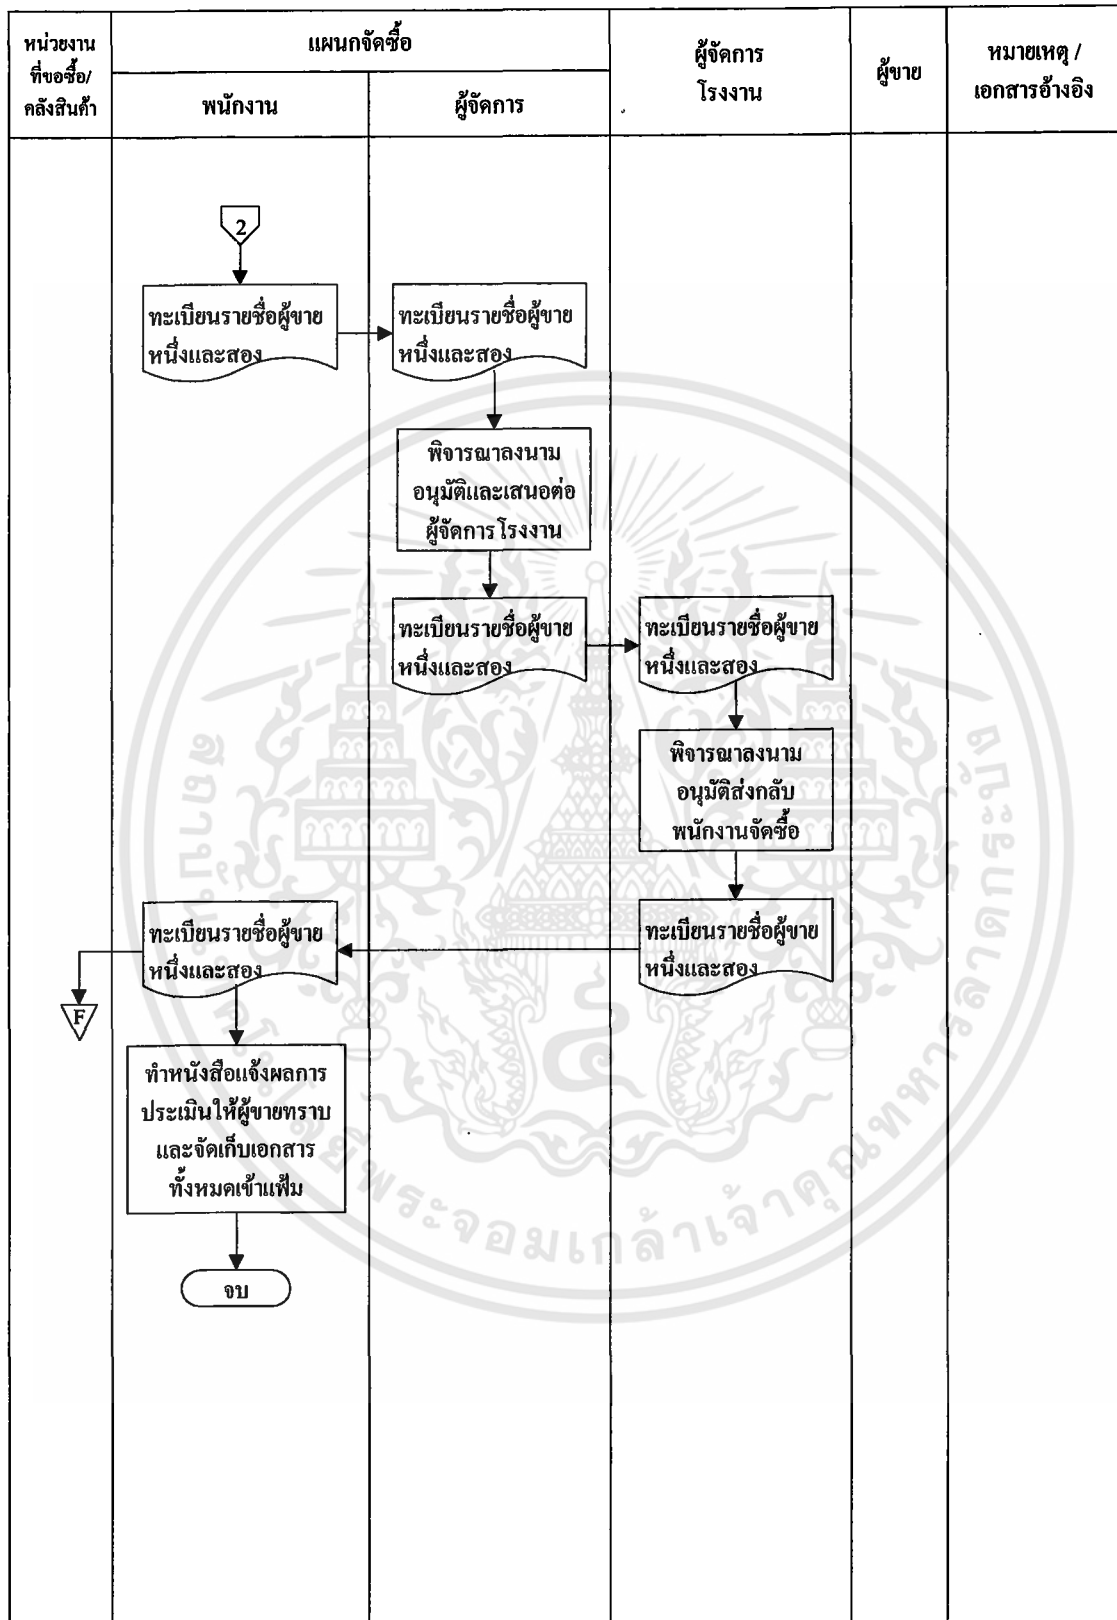 หน่วยงาน
ที่ขอซื้อ/
คลังสินค้า
แผนกจัดซื้อ
พนักงาน
ผู้จัดการ
ผู้จัดการ
โรงงาน
ผู้ขาย
หมายเหตุ /
เอกสารอ้างอิง
2
ทะเบียนรายชื่อผู้ขาย
หนึ่งและสอง
ทะเบียนรายชื่อผู้ขาย
หนึ่งและสอง
พิจารณาลงนาม
อนุมัติและเสนอต่อ
ผู้จัดการโรงงาน
ทะเบียนรายชื่อผู้ขาย
หนึ่งและสอง
ทะเบียนรายชื่อผู้ขาย
หนึ่งและสอง
พิจารณาลงนาม
อนุมัติส่งกลับ
พนักงานจัดซื้อ
ทะเบียนรายชื่อผู้ขาย
หนึ่งและสอง
ทะเบียนรายชื่อผู้ขาย
หนึ่งและสอง
F
ทำหนังสือแจ้งผลการ
ประเมินให้ผู้ขายทราบ
และจัดเก็บเอกสาร
ทั้งหมดเข้าแฟ้ม
จบ